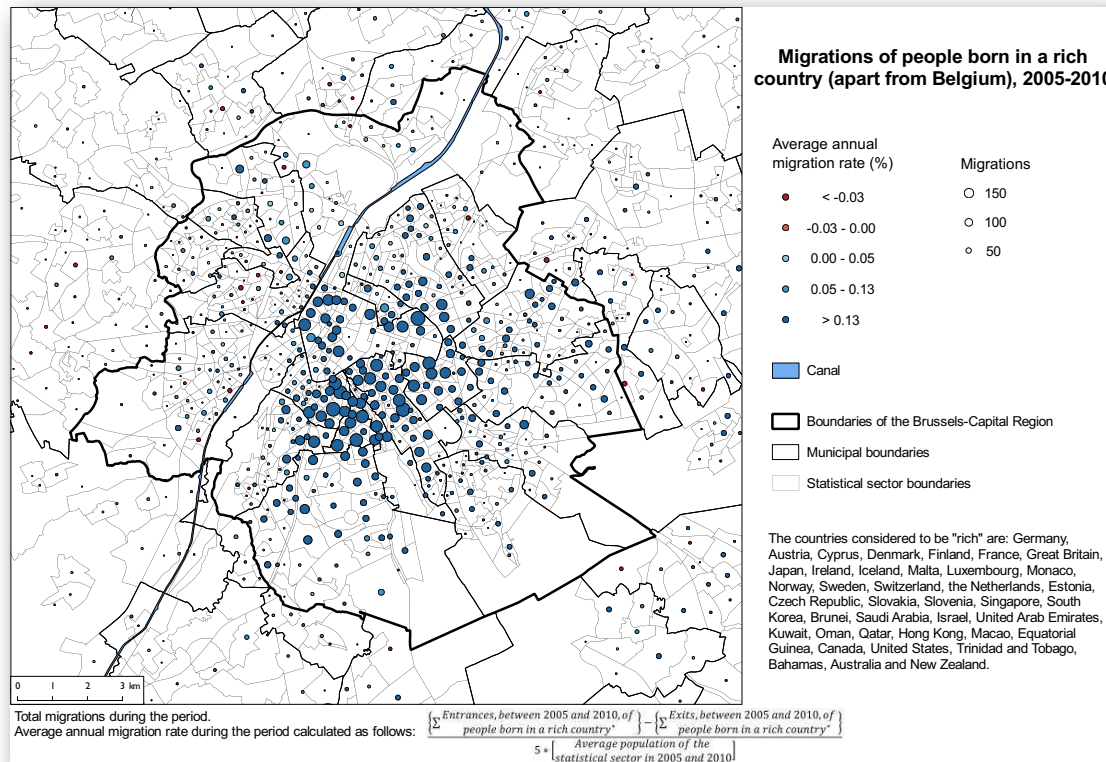 Migrations of people born in a rich
country (apart from Belgium), 2005-2010
Average annual
migration rate (%)
< -0.03
-0.03 - 0.00
0.00 - 0.05
0.05 - 0.13
> 0.13
Migrations
150
100
50
Canal
Boundaries of the Brussels-Capital Region
Municipal boundaries
Statistical sector boundaries
The countries considered to be "rich" are: Germany,
Austria, Cyprus, Denmark, Finland, France, Great Britain,
Japan, Ireland, Iceland, Malta, Luxembourg, Monaco,
Norway, Sweden, Switzerland, the Netherlands, Estonia,
Czech Republic, Slovakia, Slovenia, Singapore, South
Korea, Brunei, Saudi Arabia, Israel, United Arab Emirates,
Kuwait, Oman, Qatar, Hong Kong, Macao, Equatorial
Guinea, Canada, United States, Trinidad and Tobago,
Bahamas, Australia and New Zealand.
0 1 2 3 km
Total migrations during the period.
Average annual migration rate during the period calculated as follows:
{Σ Entrances, between 2005 and 2010, of people born in a rich country*} − {Σ Exits, between 2005 and 2010, of people born in a rich country*}
5 * [Average population of the statistical sector in 2005 and 2010]